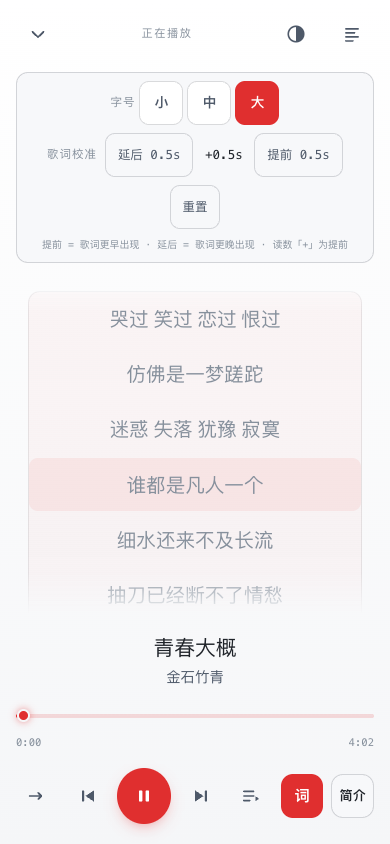 正在播放
字号 小 中 大
歌词校准 延后 0.5s +0.5s 提前 0.5s
重置
提前 = 歌词更早出现 · 延后 = 歌词更晚出现 · 读数「+」为提前
哭过 笑过 恋过 恨过
仿佛是一梦蹉跎
迷惑 失落 犹豫 寂寞
谁都是凡人一个
细水还来不及长流
抽刀已经断不了情愁
青春大概
金石竹青
0:00 4:02
词 简介